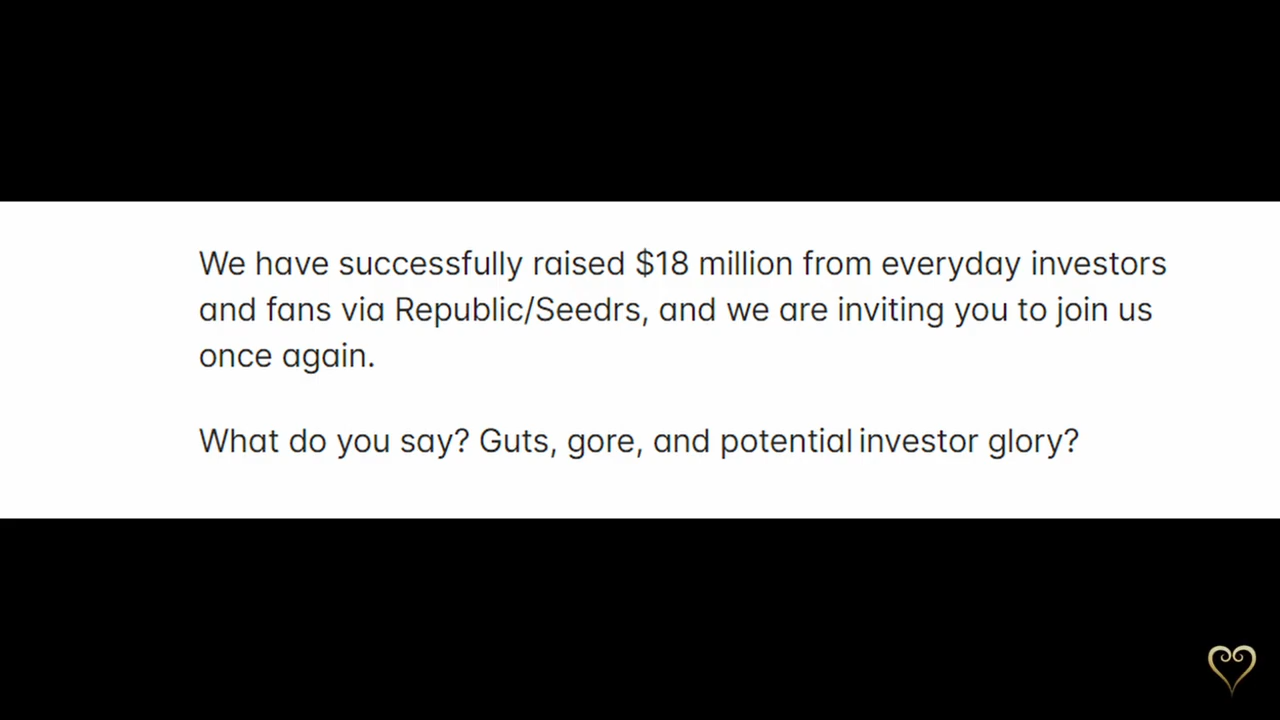 We have successfully raised $18 million from everyday investors
and fans via Republic/Seedrs, and we are inviting you to join us
once again.
What do you say? Guts, gore, and potential investor glory?